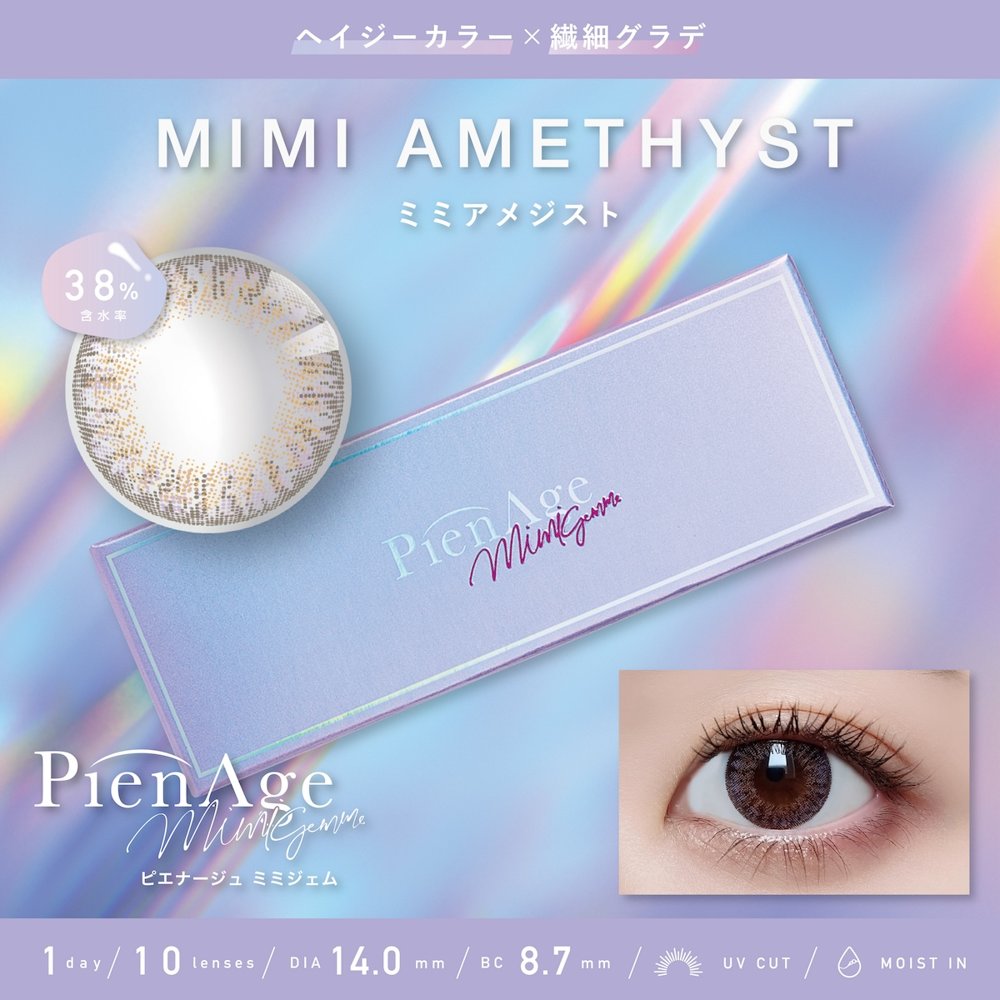 ヘイジーカラー×繊細グラデ
MIMI AMETHYST
ミミアメジスト
38%
含水率
PienAge
MimiGemme
PienAge
MimiGemme
ピエナージュ ミミジェム
1day/10 lenses/DIA 14.0 mm/BC 8.7 mm/UV CUT/MOIST IN